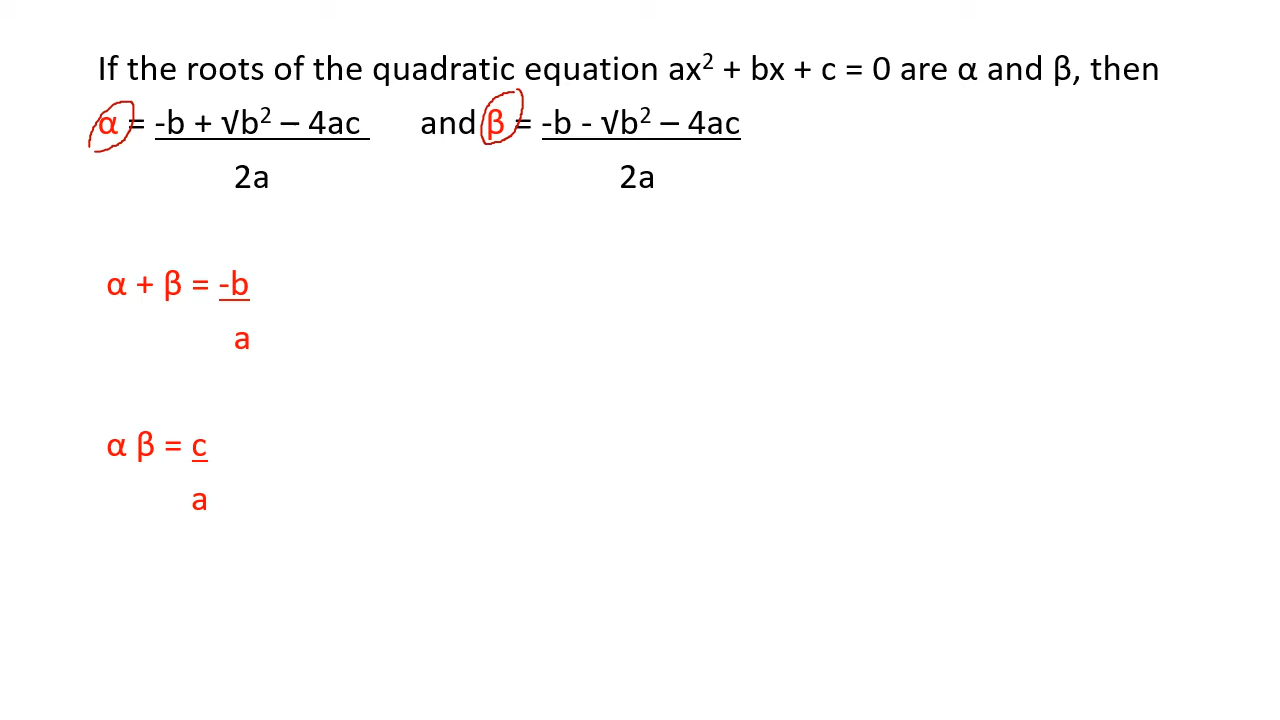 If the roots of the quadratic equation ax² + bx + c = 0 are α and β, then
α = -b + √b² – 4ac and β = -b - √b² – 4ac
2a 2a
α + β = -b
a
α β = c
a